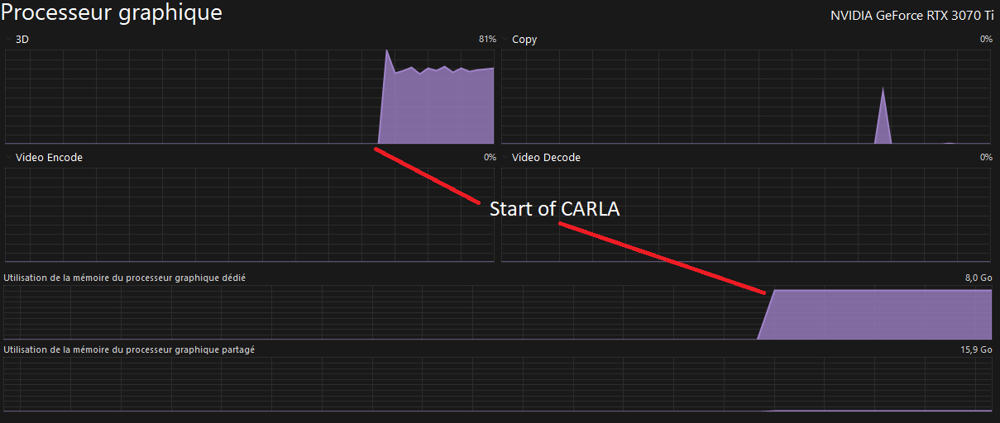 Processeur graphique
NVIDIA GeForce RTX 3070 Ti
3D 81%
Copy 0%
Video Encode 0%
Video Decode 0%
Start of CARLA
Utilisation de la mémoire du processeur graphique dédié 8,0 Go
Utilisation de la mémoire du processeur graphique partagé 15,9 Go